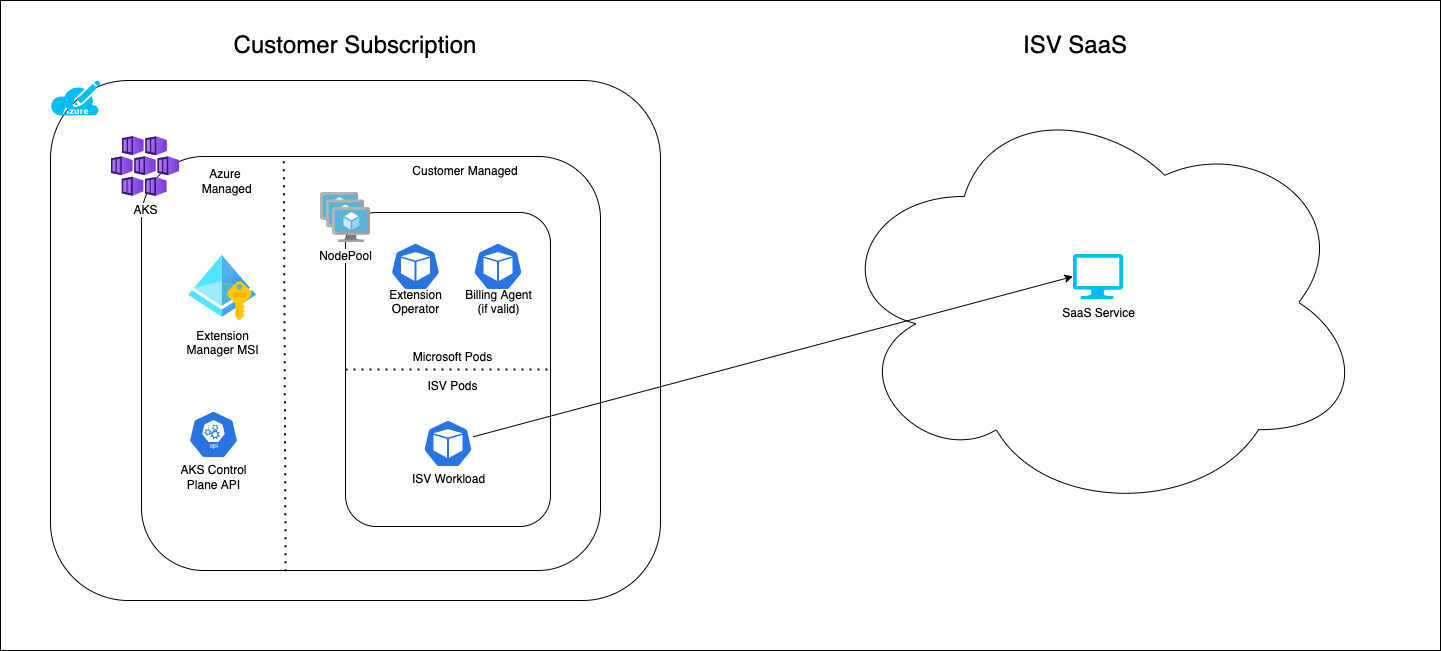 Customer Subscription
ISV SaaS
Azure
AKS
Azure
Managed
Customer Managed
NodePool
Extension
Operator
Billing Agent
(if valid)
Extension
Manager MSI
Microsoft Pods
ISV Pods
SaaS Service
api
AKS Control
Plane API
ISV Workload